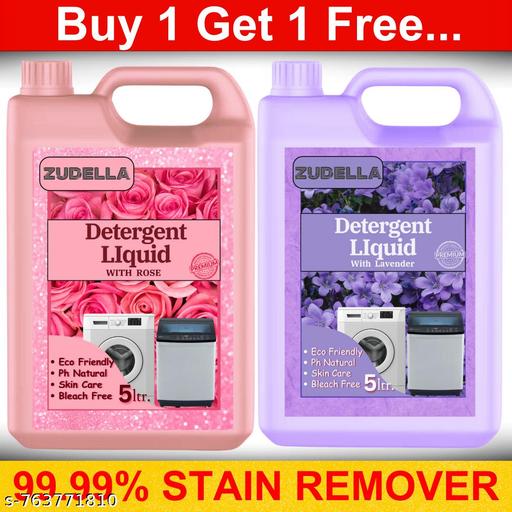 Buy 1 Get 1 Free...
ZUDELLA
Detergent
LIquid
WITH ROSE
PREMIUM
• Eco Friendly
• Ph Natural
• Skin Care
• Bleach Free
5ltr.
ZUDELLA
Detergent
LIquid
With Lavender
PREMIUM
• Eco Friendly
• Ph Natural
• Skin Care
• Bleach Free
5ltr.
99.99% STAIN REMOVER
s-763771810